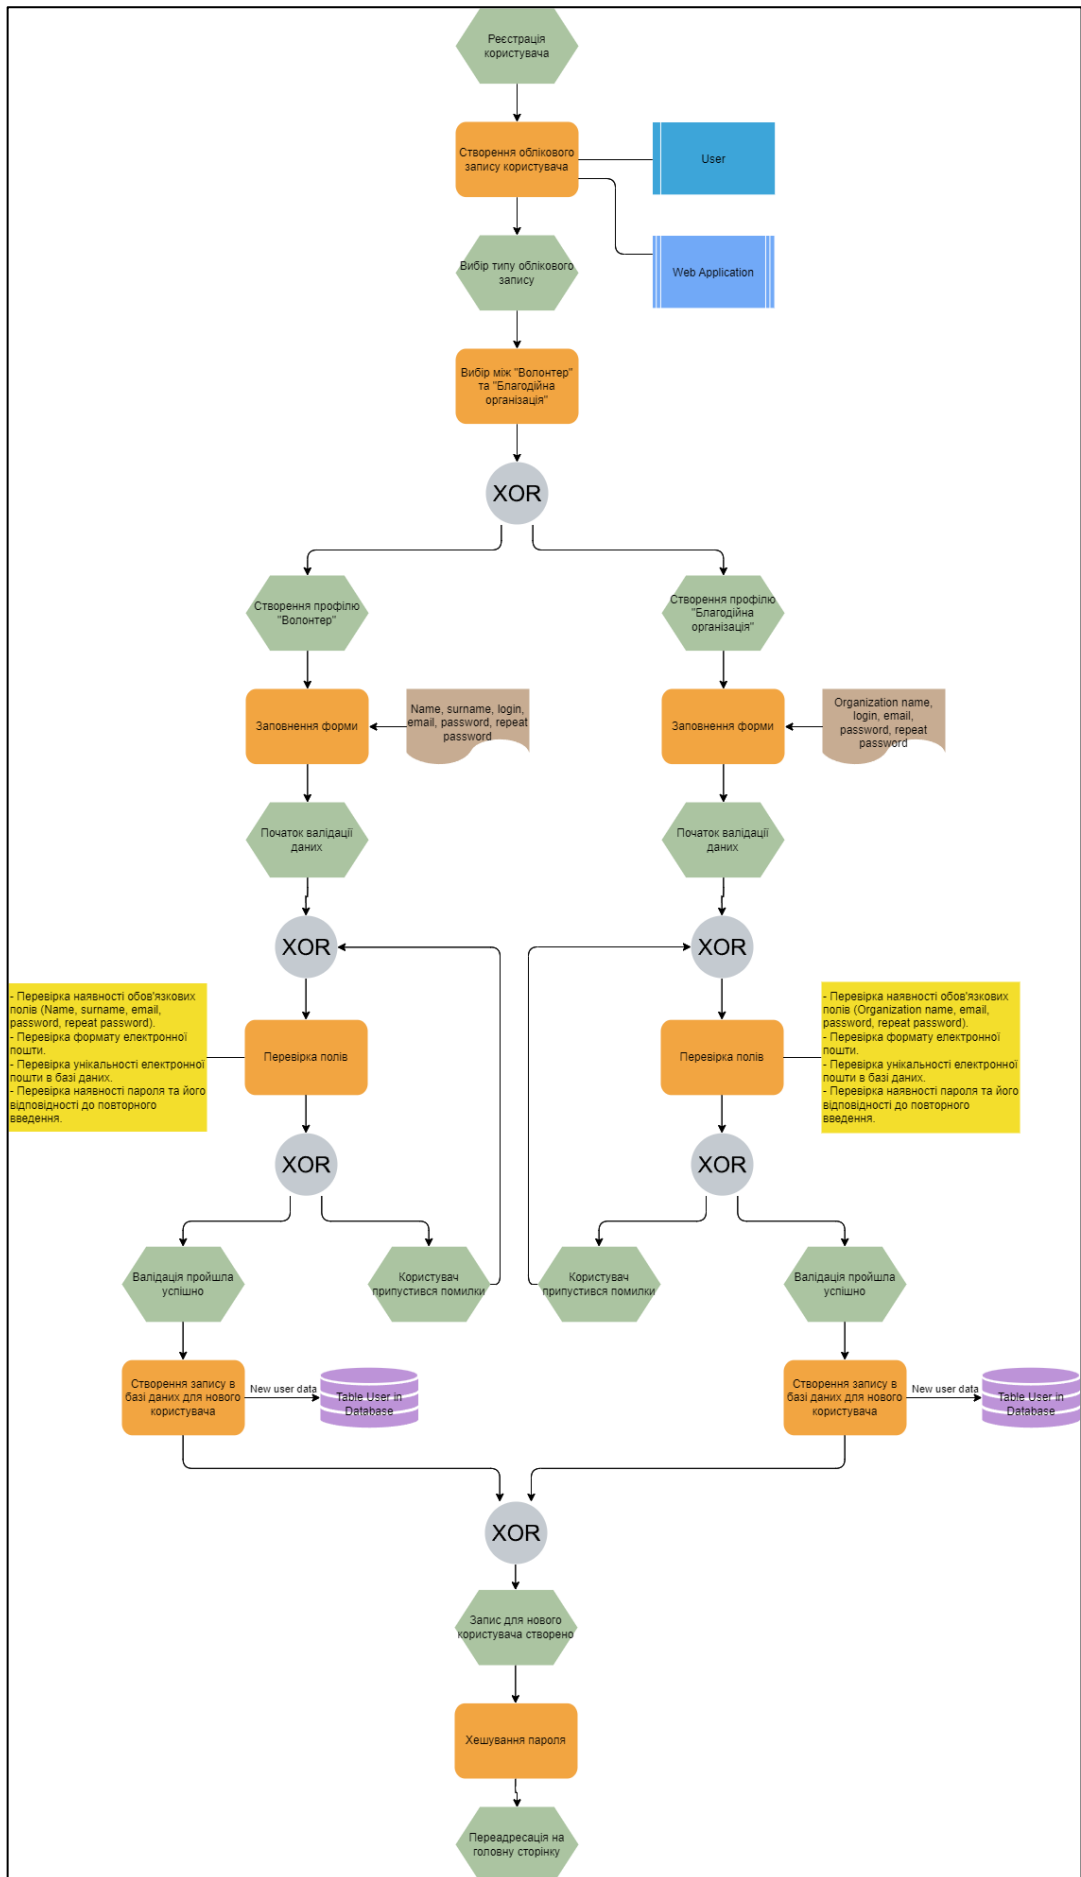 Реєстрація
користувача
Створення облікового
запису користувача
User
Вибір типу облікового
запису
Web Application
Вибір між "Волонтер"
та "Благодійна
організація"
XOR
Створення профілю
"Волонтер"
Створення профілю
"Благодійна
організація"
Заповнення форми
Name, surname, login,
email, password, repeat
password
Заповнення форми
Organization name,
login, email,
password, repeat
password
Початок валідації
даних
Початок валідації
даних
XOR
XOR
- Перевірка наявності обов'язкових
полів (Name, surname, email,
password, repeat password).
- Перевірка формату електронної
пошти.
- Перевірка унікальності електронної
пошти в базі даних.
- Перевірка наявності пароля та його
відповідності до повторного
введення.
Перевірка полів
Перевірка полів
- Перевірка наявності обов'язкових
полів (Organization name, email,
password, repeat password).
- Перевірка формату електронної
пошти.
- Перевірка унікальності електронної
пошти в базі даних.
- Перевірка наявності пароля та його
відповідності до повторного
введення.
XOR
XOR
Валідація пройшла
успішно
Користувач
припустився помилки
Користувач
припустився помилки
Валідація пройшла
успішно
Створення запису в
базі даних для нового
користувача
New user data
Table User in
Database
Створення запису в
базі даних для нового
користувача
New user data
Table User in
Database
XOR
Запис для нового
користувача створено
Хешування пароля
Переадресація на
головну сторінку